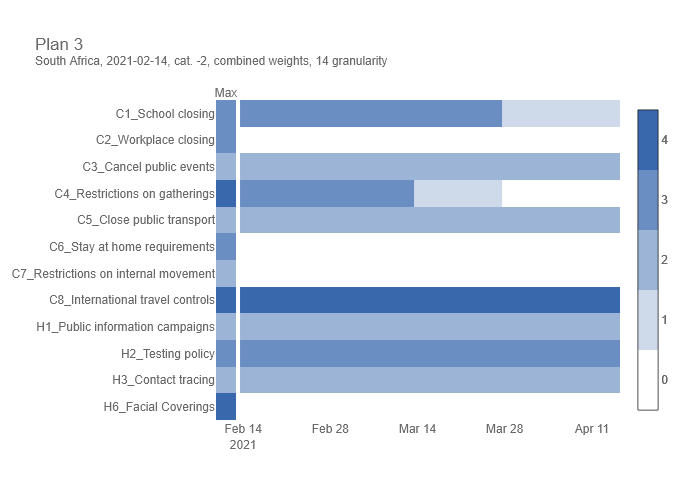 Plan 3
South Africa, 2021-02-14, cat. -2, combined weights, 14 granularity
Max
C1_School closing
C2_Workplace closing
C3_Cancel public events
C4_Restrictions on gatherings
C5_Close public transport
C6_Stay at home requirements
C7_Restrictions on internal movement
C8_International travel controls
H1_Public information campaigns
H2_Testing policy
H3_Contact tracing
H6_Facial Coverings
4
3
2
1
0
Feb 14 Feb 28 Mar 14 Mar 28 Apr 11
2021